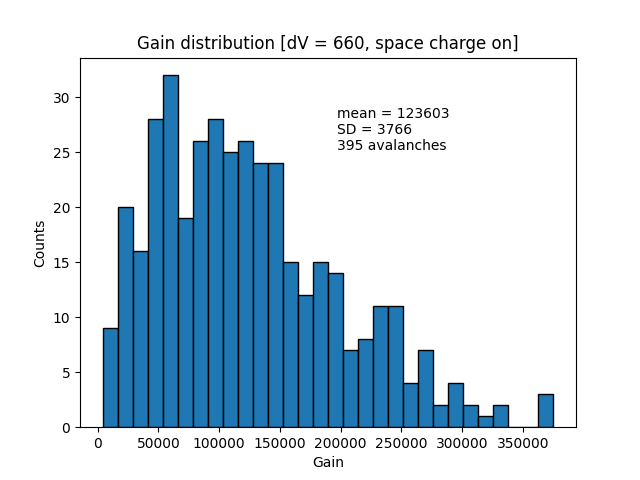 Gain distribution [dV = 660, space charge on]
mean = 123603
SD = 3766
395 avalanches
Counts
30
25
20
15
10
5
0
0 50000 100000 150000 200000 250000 300000 350000
Gain